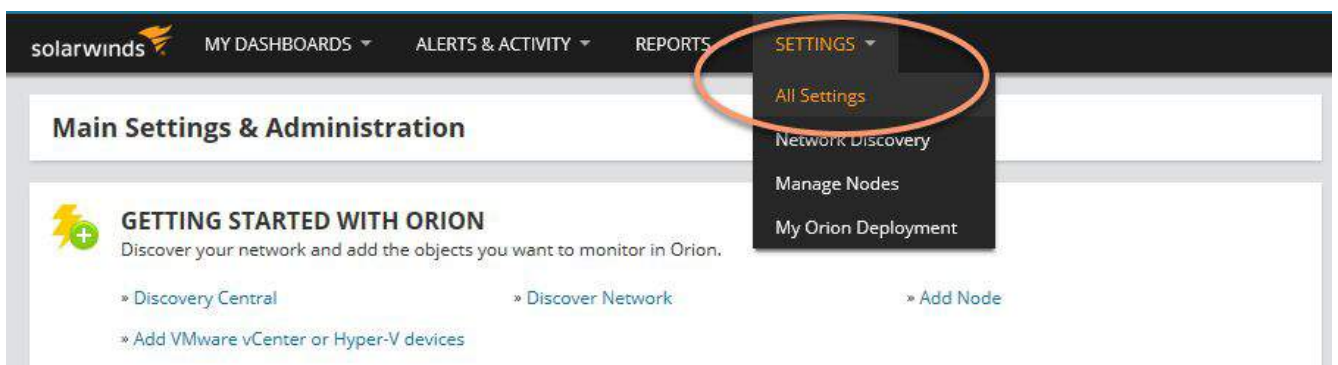 solarwinds MY DASHBOARDS ALERTS & ACTIVITY REPORTS SETTINGS
All Settings
Network Discovery
Manage Nodes
My Orion Deployment
Main Settings & Administration
GETTING STARTED WITH ORION
Discover your network and add the objects you want to monitor in Orion.
» Discovery Central » Discover Network » Add Node
» Add VMware vCenter or Hyper-V devices